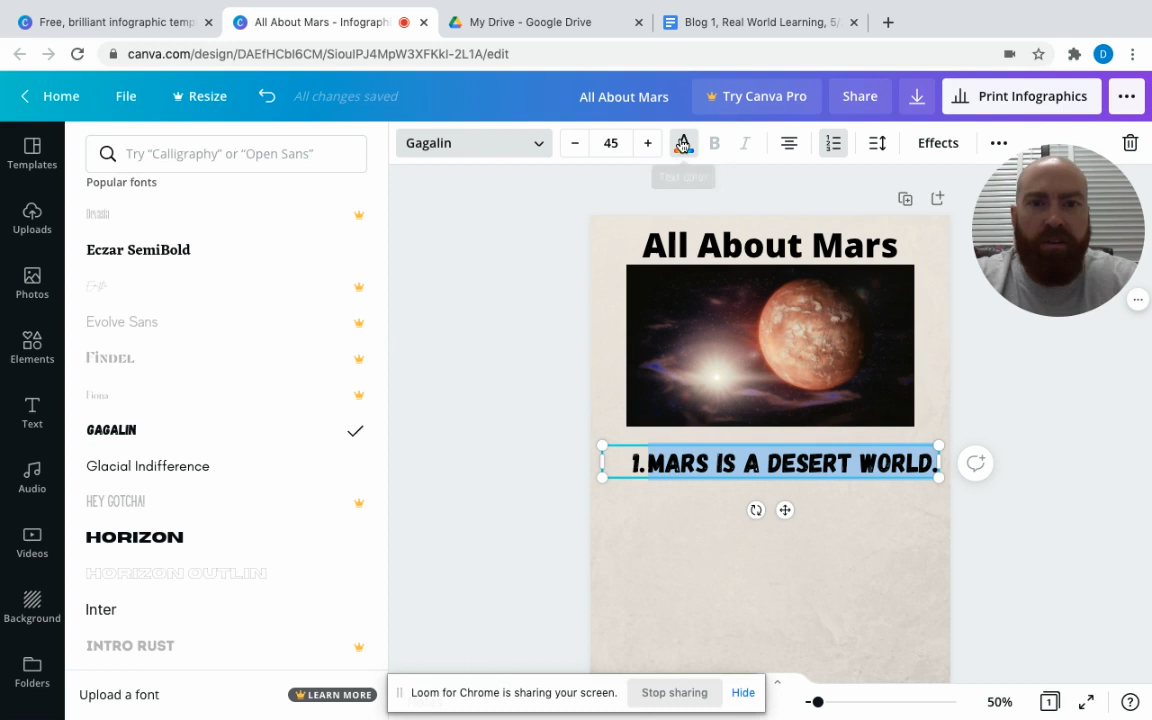 Free, brilliant infographic temp
All About Mars - Infograph
My Drive - Google Drive
Blog 1, Real World Learning, 5/
canva.com/design/DAEfHCbI6CM/SiouIPJ4MpW3XFKkI-2L1A/edit
D
Home
File
Resize
All changes saved
All About Mars
Try Canva Pro
Share
Print Infographics
Templates
Uploads
Photos
Elements
Text
Audio
Videos
Background
Folders
Try "Calligraphy" or "Open Sans"
Popular fonts
Eczar SemiBold
Evolve Sans
FINDEL
Fiona
GAGALIN
Glacial Indifference
HEY GOTCHA!
HORIZON
HORIZON OUTLIN
Inter
INTRO RUST
Upload a font
LEARN MORE
Gagalin
45
A
B
I
Effects
Text color
All About Mars
1. MARS IS A DESERT WORLD.
Loom for Chrome is sharing your screen.
Stop sharing
Hide
50%
1